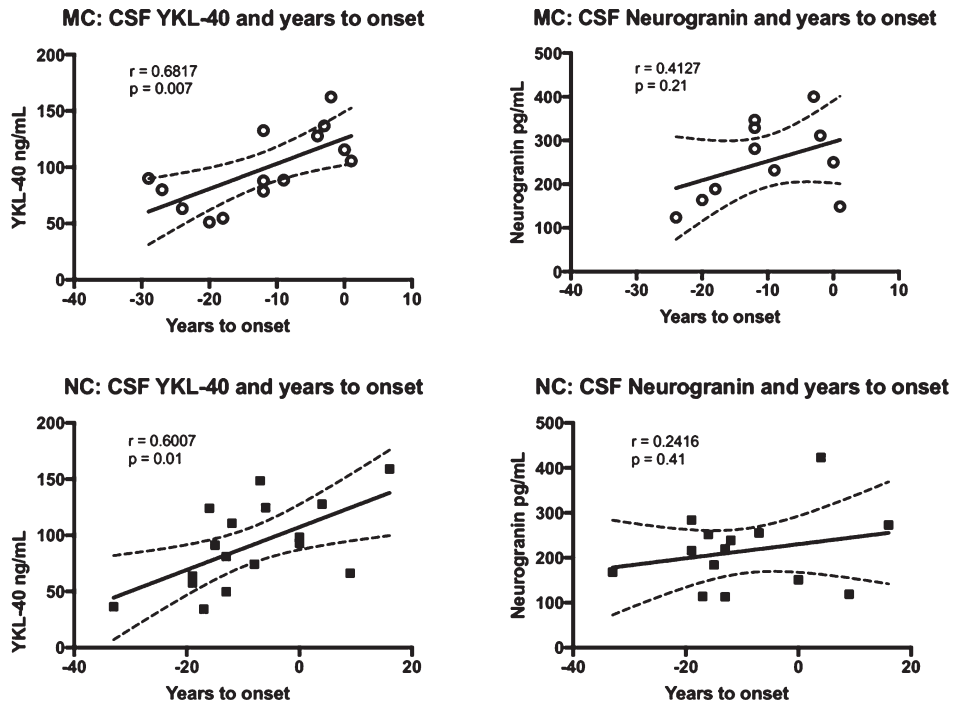 MC: CSF YKL-40 and years to onset
r = 0.6817
p = 0.007
YKL-40 ng/mL
200
150
100
50
0
-40 -30 -20 -10 0 10
Years to onset
MC: CSF Neurogranin and years to onset
r = 0.4127
p = 0.21
Neurogranin pg/mL
500
400
300
200
100
0
-40 -30 -20 -10 0 10
Years to onset
NC: CSF YKL-40 and years to onset
r = 0.6007
p = 0.01
YKL-40 ng/mL
200
150
100
50
0
-40 -20 0 20
Years to onset
NC: CSF Neurogranin and years to onset
r = 0.2416
p = 0.41
Neurogranin pg/mL
500
400
300
200
100
0
-40 -20 0 20
Years to onset